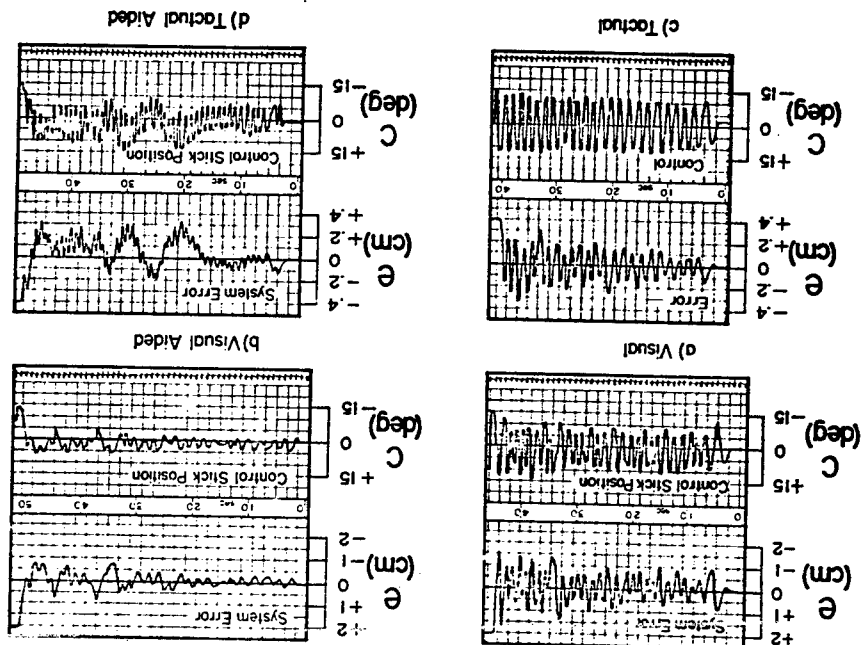 +2
System Error
+1
e
(cm)
0
-1
-2
0 10 sec 20 30 40
+15
Control Stick Position
C
(deg)
0
-15
a) Visual
+2
System Error
+1
e
(cm)
0
-1
-2
0 10 sec 20 30 40 50
+15
Control Stick Position
C
(deg)
0
-15
b) Visual Aided
-.4
Error
-.2
e
(cm)
0
+.2
+.4
0 10 sec 20 30 40
+15
Control
C
(deg)
0
-15
c) Tactual
-.4
System Error
-.2
e
(cm)
0
+.2
+.4
0 10 sec 20 30 40
+15
Control Stick Position
C
(deg)
0
-15
d) Tactual Aided